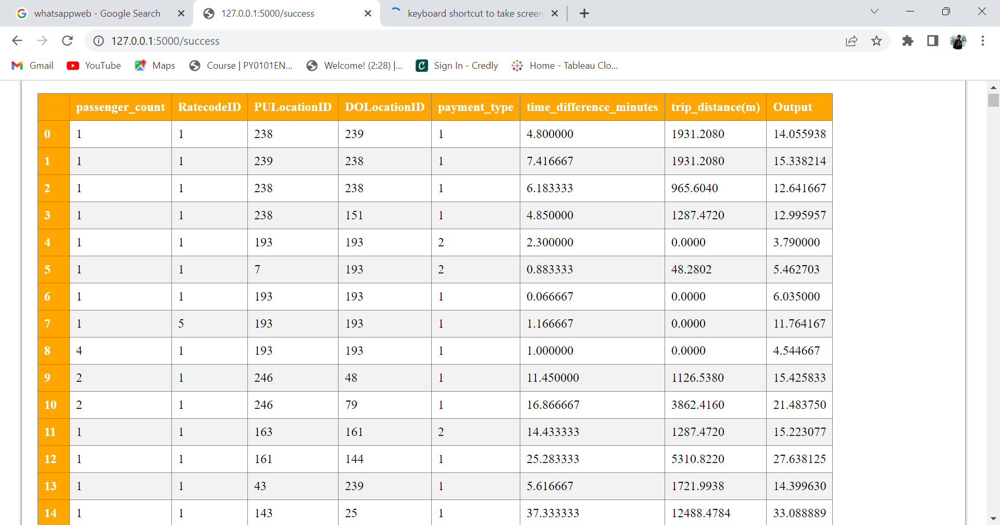 whatsappweb - Google Search 127.0.0.1:5000/success keyboard shortcut to take screen
127.0.0.1:5000/success
Gmail YouTube Maps Course | PY0101EN... Welcome! (2:28) |... Sign In - Credly Home - Tableau Clo...
passenger_count RatecodeID PULocationID DOLocationID payment_type time_difference_minutes trip_distance(m) Output
0 1 1 238 239 1 4.800000 1931.2080 14.055938
1 1 1 239 238 1 7.416667 1931.2080 15.338214
2 1 1 238 238 1 6.183333 965.6040 12.641667
3 1 1 238 151 1 4.850000 1287.4720 12.995957
4 1 1 193 193 2 2.300000 0.0000 3.790000
5 1 1 7 193 2 0.883333 48.2802 5.462703
6 1 1 193 193 1 0.066667 0.0000 6.035000
7 1 5 193 193 1 1.166667 0.0000 11.764167
8 4 1 193 193 1 1.000000 0.0000 4.544667
9 2 1 246 48 1 11.450000 1126.5380 15.425833
10 2 1 246 79 1 16.866667 3862.4160 21.483750
11 1 1 163 161 2 14.433333 1287.4720 15.223077
12 1 1 161 144 1 25.283333 5310.8220 27.638125
13 1 1 43 239 1 5.616667 1721.9938 14.399630
14 1 1 143 25 1 37.333333 12488.4784 33.088889